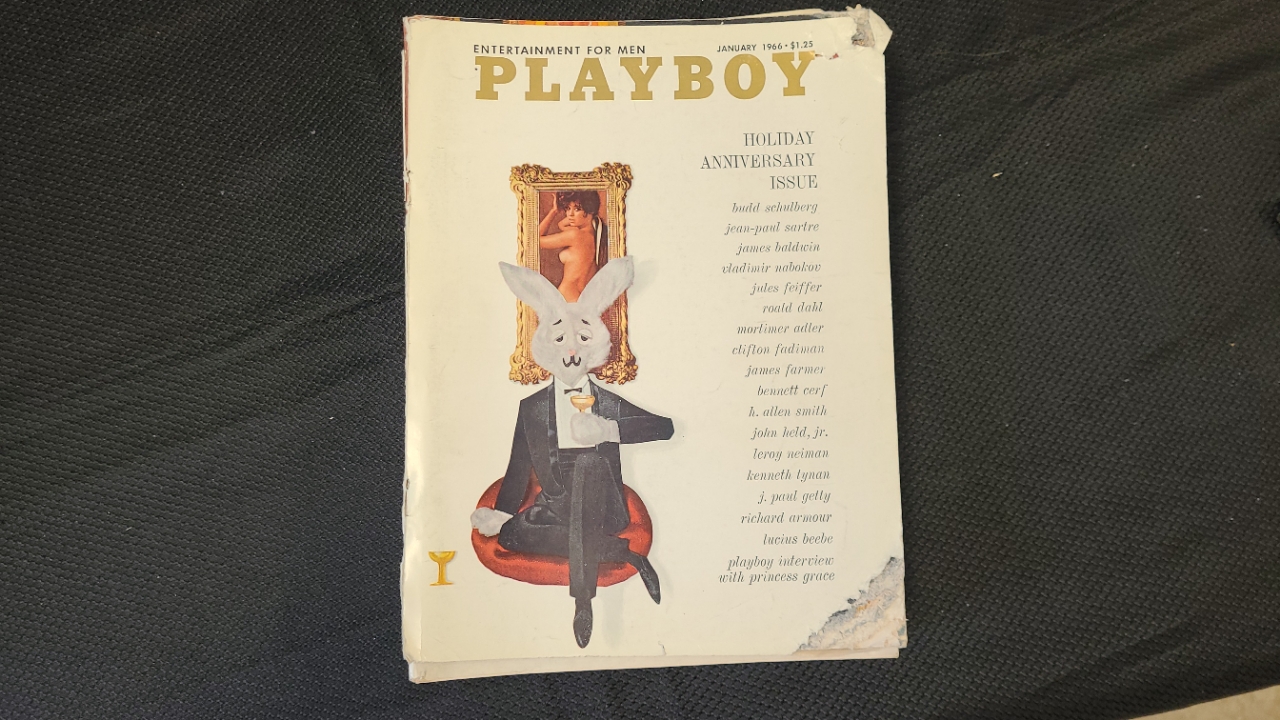 ENTERTAINMENT FOR MEN
JANUARY 1966 • $1.25
PLAYBOY
HOLIDAY
ANNIVERSARY
ISSUE
budd schulberg
jean-paul sartre
james baldwin
vladimir nabokov
jules feiffer
roald dahl
mortimer adler
clifton fadiman
james farmer
bennett cerf
h. allen smith
john held, jr.
leroy neiman
kenneth tynan
j. paul getty
richard armour
lucius beebe
playboy interview
with princess grace